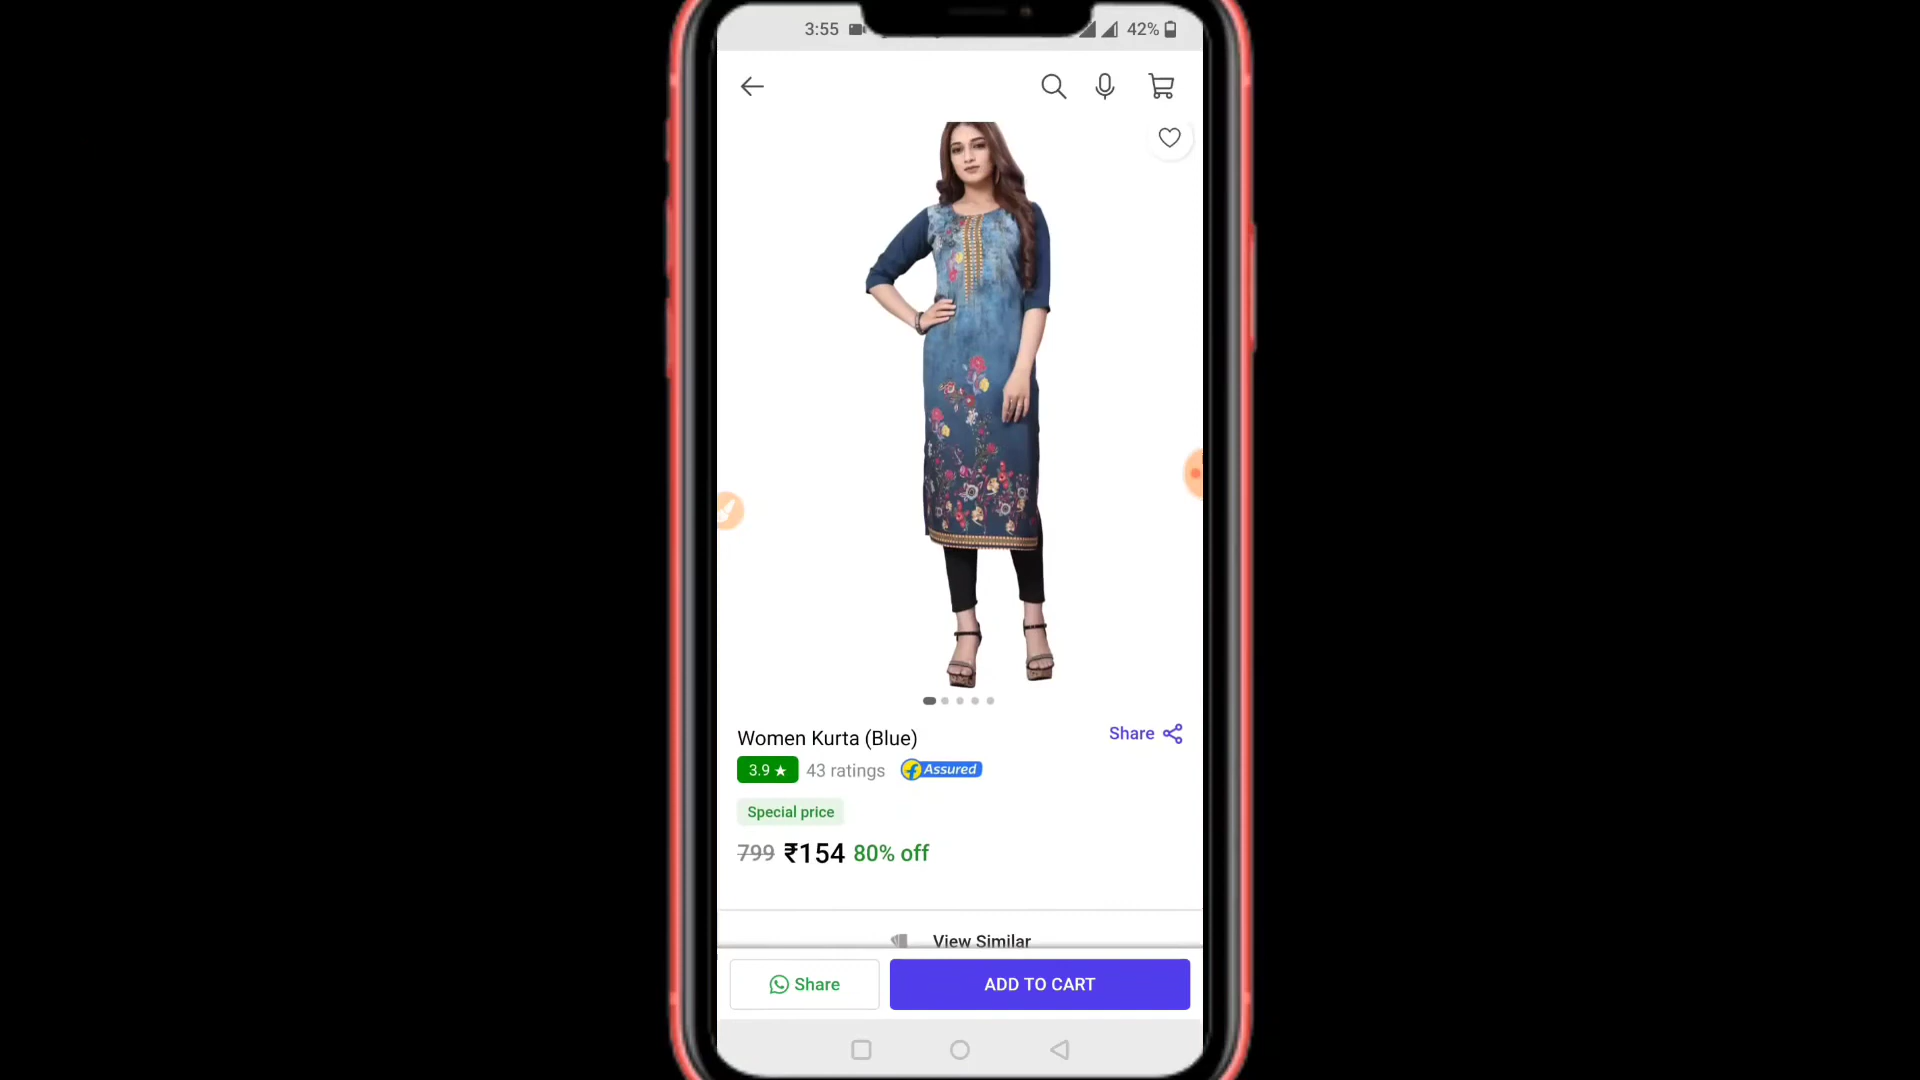 3:55
42%
Women Kurta (Blue)
Share
3.9 ★ 43 ratings f Assured
Special price
799 ₹154 80% off
View Similar
Share
ADD TO CART